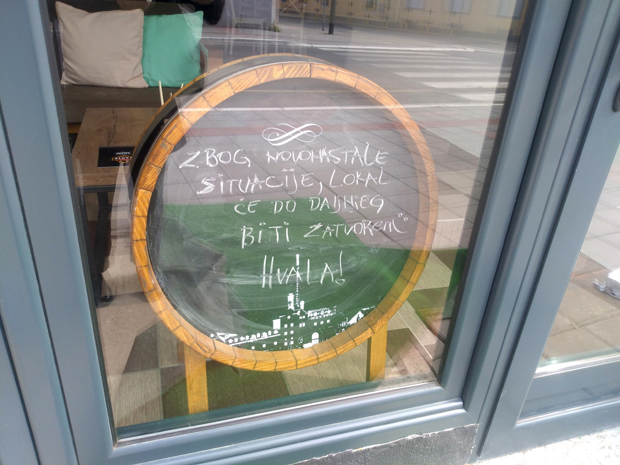 ZBOG NOVONASTALE
SITUACIJE, LOKAL
ĆE DO DALJNJEG
BITI ZATVOREN
HVALA!